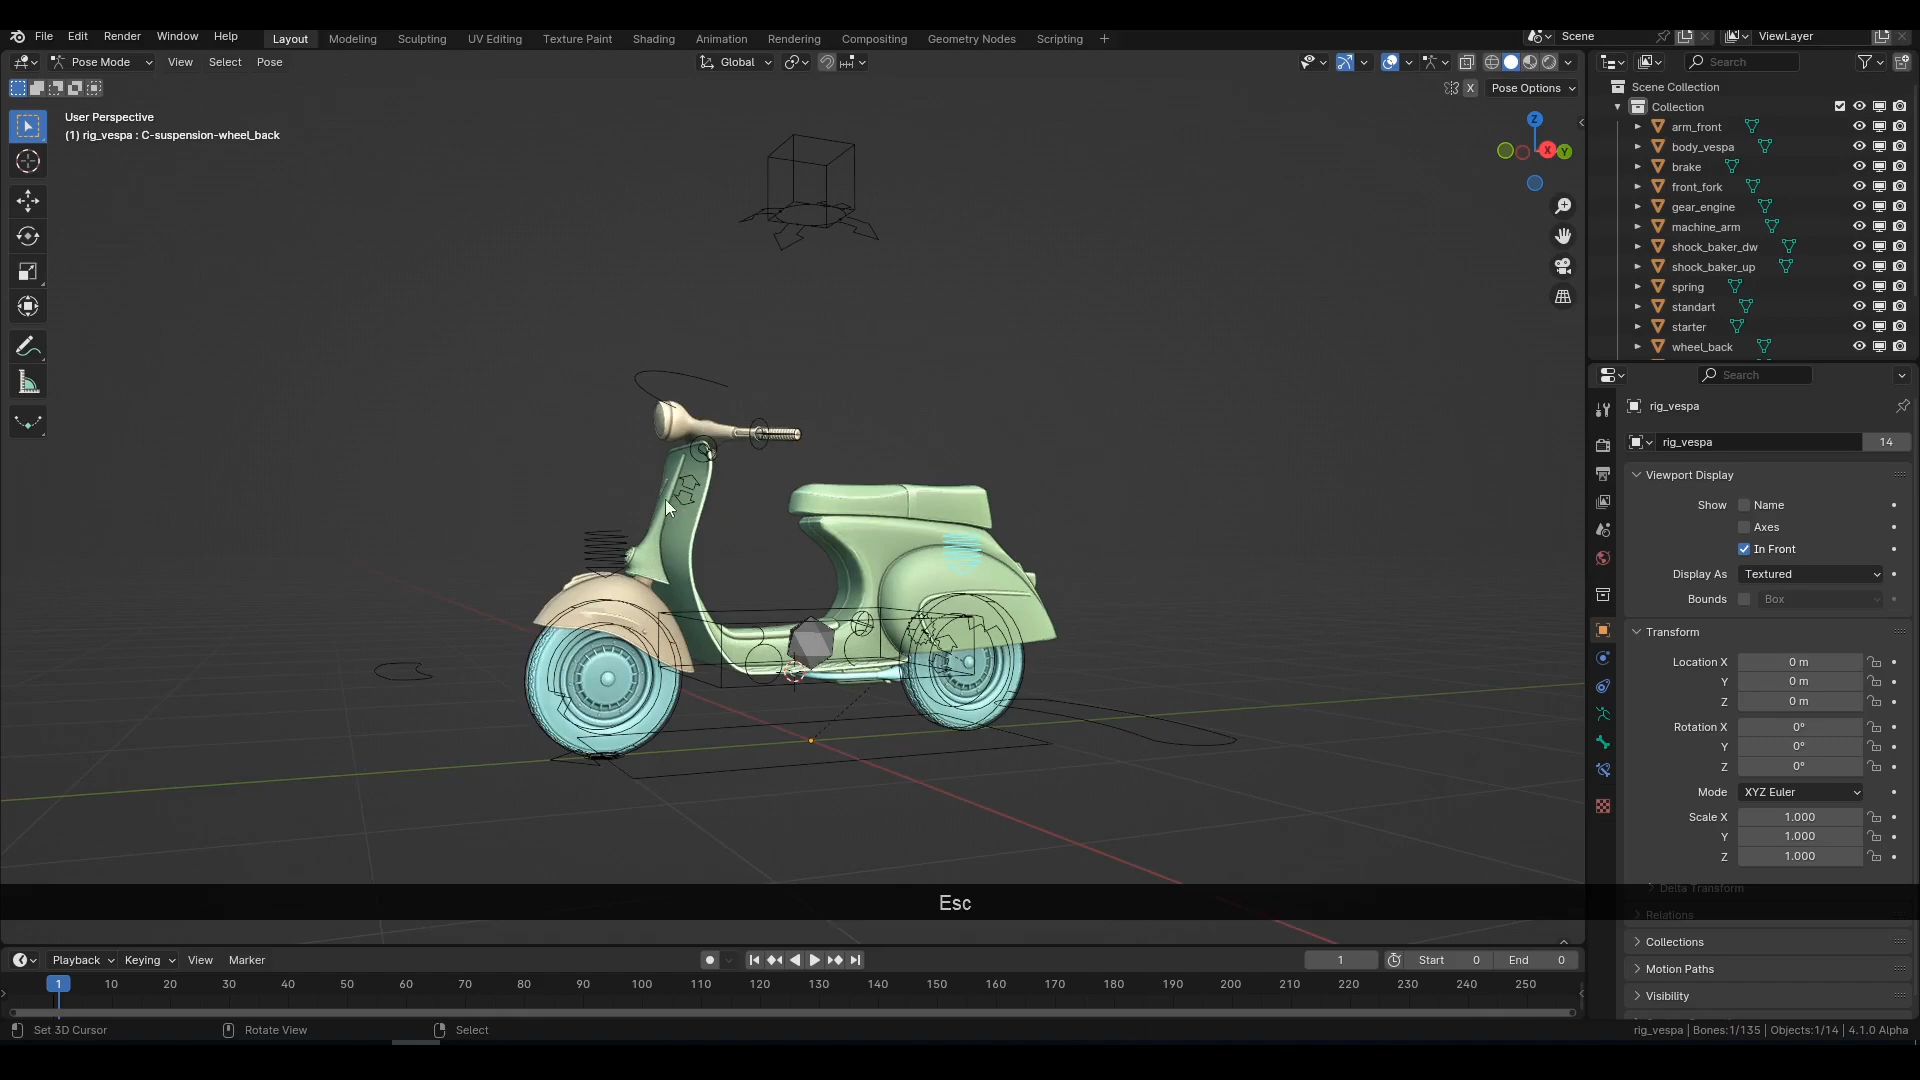 File Edit Render Window Help Layout Modeling Sculpting UV Editing Texture Paint Shading Animation Rendering Compositing Geometry Nodes Scripting + Scene ViewLayer
Pose Mode View Select Pose Global Search
X Pose Options
User Perspective
(1) rig_vespa : C-suspension-wheel_back
Z
X
Y
Scene Collection
Collection
arm_front
body_vespa
brake
front_fork
gear_engine
machine_arm
shock_baker_dw
shock_baker_up
spring
standart
starter
wheel_back
Search
rig_vespa
rig_vespa 14
Viewport Display
Show Name
Axes
In Front
Display As Textured
Bounds Box
Transform
Location X 0 m
Y 0 m
Z 0 m
Rotation X 0°
Y 0°
Z 0°
Mode XYZ Euler
Scale X 1.000
Y 1.000
Z 1.000
Delta Transform
Relations
Collections
Motion Paths
Visibility
Esc
Playback Keying View Marker 1 Start 0 End 0
1 10 20 30 40 50 60 70 80 90 100 110 120 130 140 150 160 170 180 190 200 210 220 230 240 250
Set 3D Cursor Rotate View Select rig_vespa | Bones:1/135 | Objects:1/14 | 4.1.0 Alpha